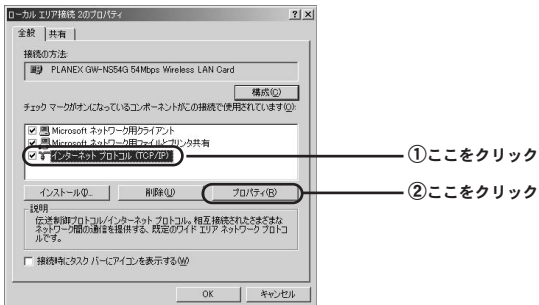 ローカル エリア接続 2のプロパティ
全般
共有
接続の方法:
PLANEX GW-NS54G 54Mbps Wireless LAN Card
構成(C)
チェック マークがオンになっているコンポーネントがこの接続で使用されています(O):
Microsoft ネットワーク用クライアント
Microsoft ネットワーク用ファイルとプリンタ共有
インターネット プロトコル (TCP/IP)
①ここをクリック
インストール(I)...
削除(U)
プロパティ(R)
②ここをクリック
説明
伝送制御プロトコル/インターネット プロトコル。相互接続されたさまざまな
ネットワーク間の通信を提供する、既定のワイド エリア ネットワーク プロトコ
ルです。
接続時にタスク バーにアイコンを表示する(W)
OK
キャンセル